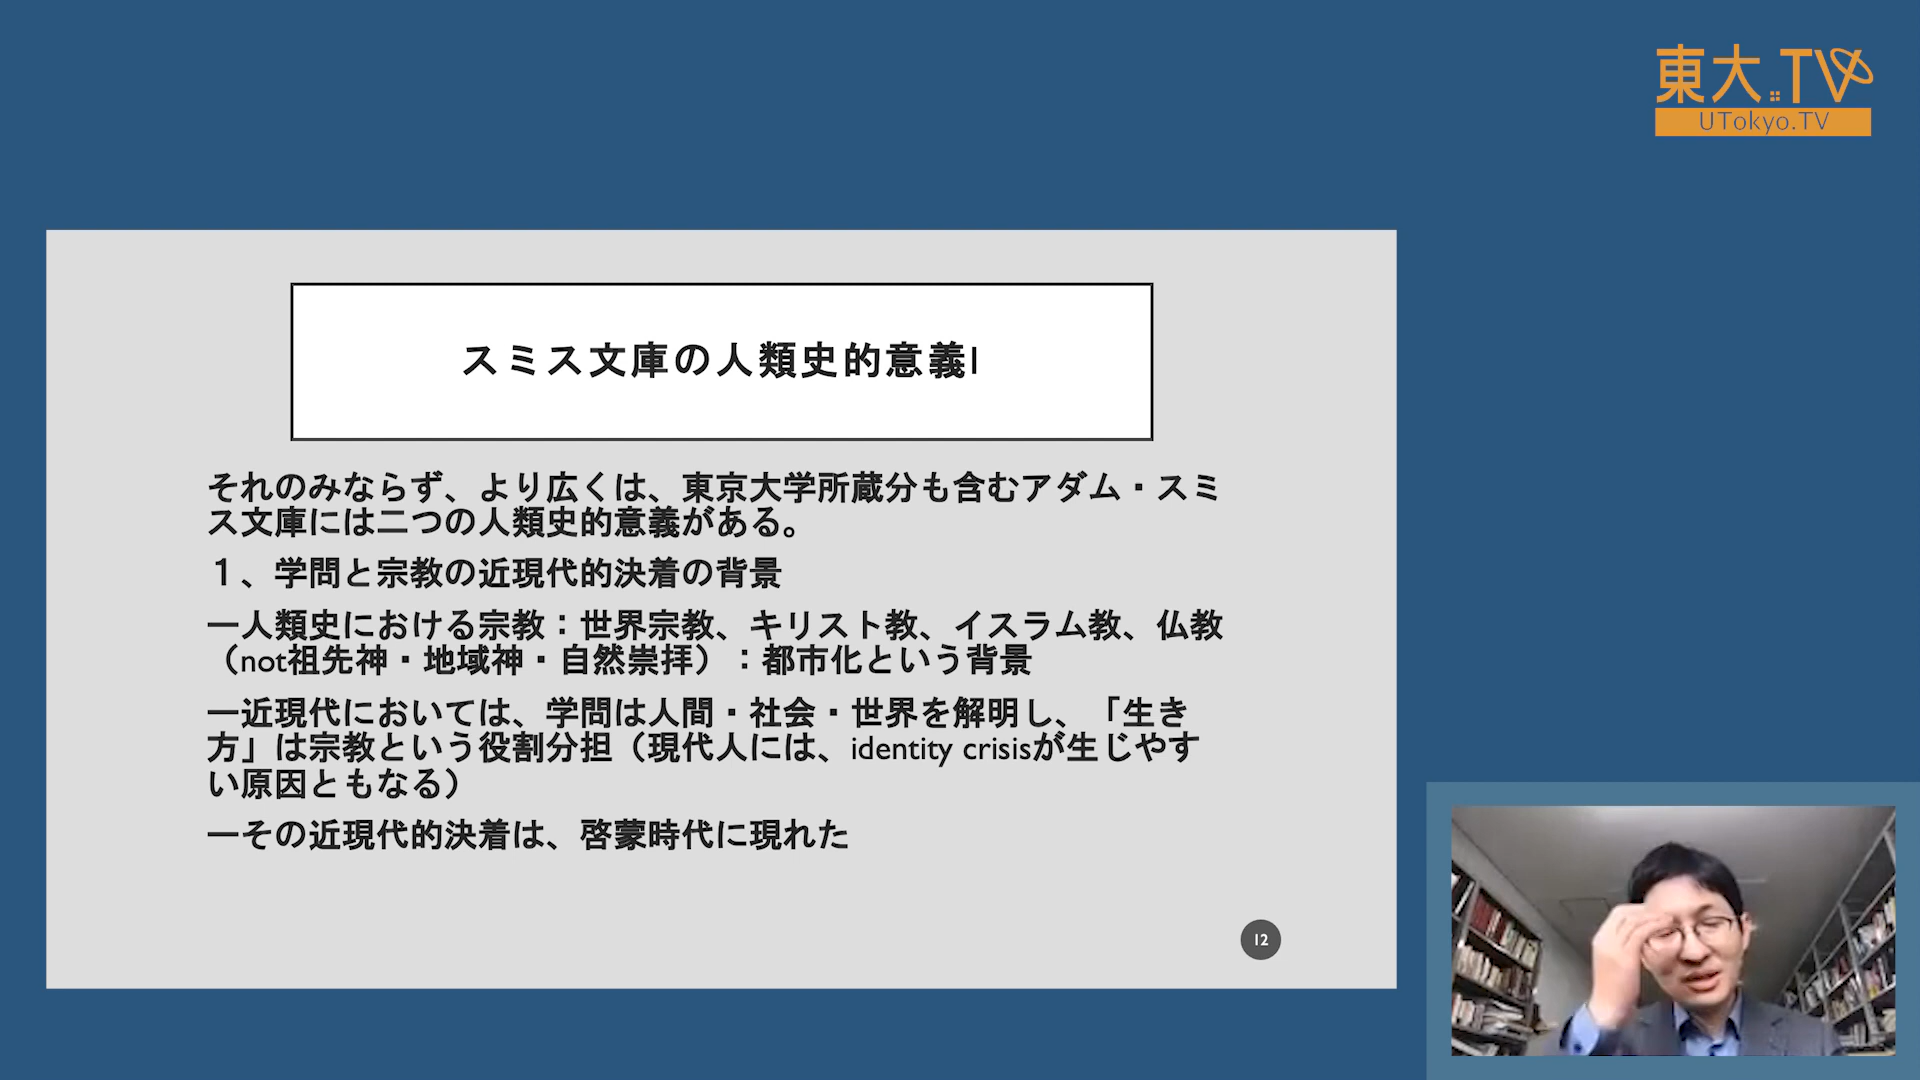 東大TV
UTokyo.TV
スミス文庫の人類史的意義I
それのみならず、より広くは、東京大学所蔵分も含むアダム・スミ
ス文庫には二つの人類史的意義がある。
１、学問と宗教の近現代的決着の背景
―人類史における宗教：世界宗教、キリスト教、イスラム教、仏教
（not祖先神・地域神・自然崇拝）：都市化という背景
―近現代においては、学問は人間・社会・世界を解明し、「生き
方」は宗教という役割分担（現代人には、identity crisisが生じやす
い原因ともなる）
―その近現代的決着は、啓蒙時代に現れた
12